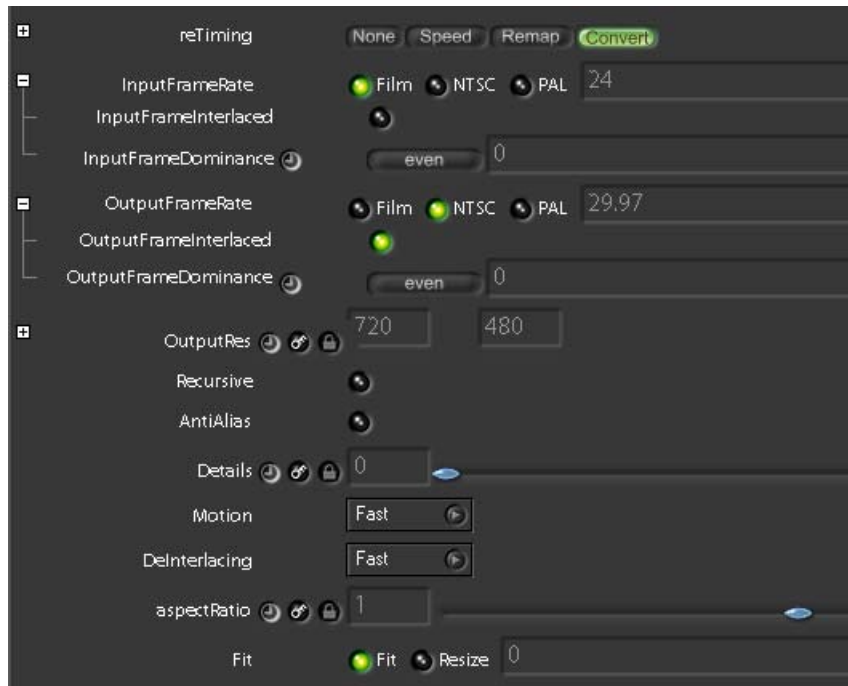 reTiming None Speed Remap Convert
InputFrameRate Film NTSC PAL 24
InputFrameInterlaced
InputFrameDominance even 0
OutputFrameRate Film NTSC PAL 29.97
OutputFrameInterlaced
OutputFrameDominance even 0
OutputRes 720 480
Recursive
AntiAlias
Details 0
Motion Fast
DeInterlacing Fast
aspectRatio 1
Fit Fit Resize 0